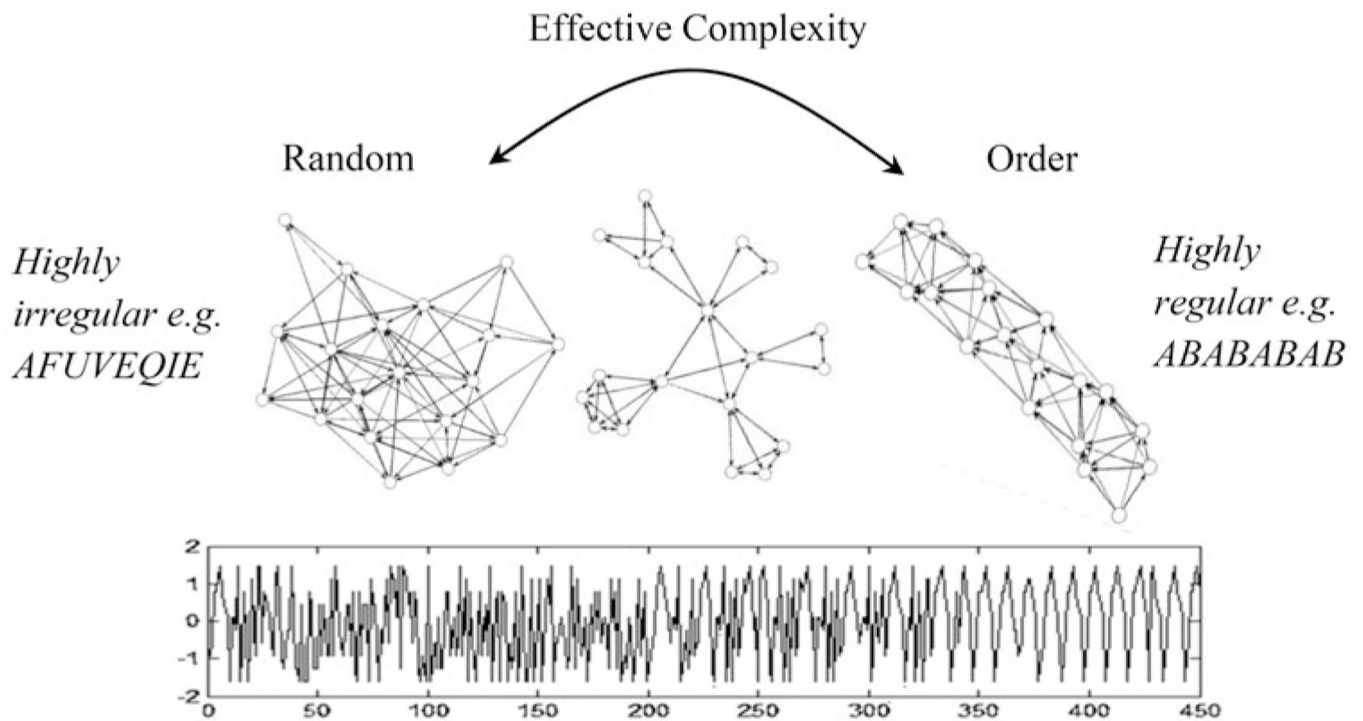 Effective Complexity
Random
Order
Highly
irregular e.g.
AFUVEQIE
Highly
regular e.g.
ABABABAB
2
1
0
-1
-2
0 50 100 150 200 250 300 350 400 450